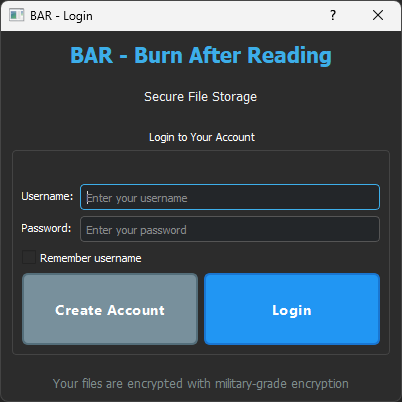 BAR - Login
?
BAR - Burn After Reading
Secure File Storage
Login to Your Account
Username: Enter your username
Password: Enter your password
Remember username
Create Account Login
Your files are encrypted with military-grade encryption